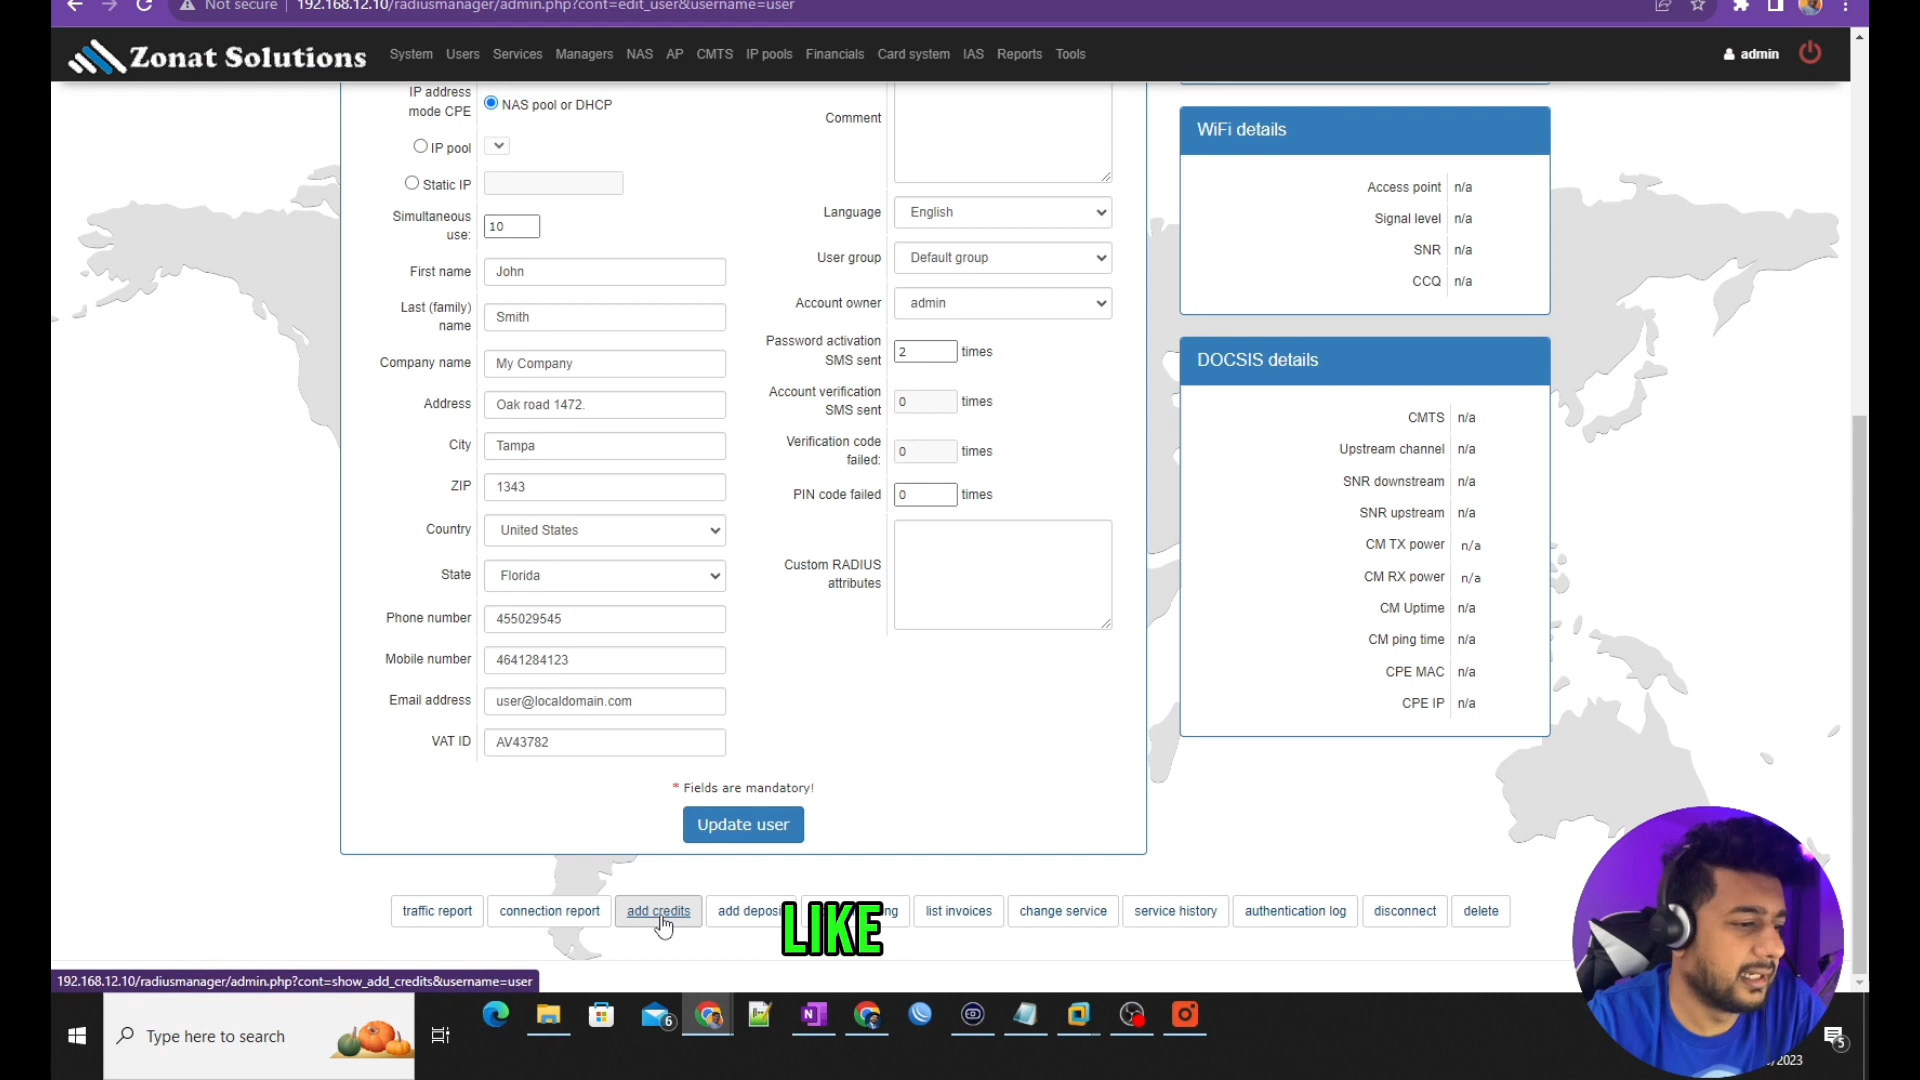 Not secure 192.168.12.10/radiusmanager/admin.php?cont=edit_user&username=user
Zonat Solutions System Users Services Managers NAS AP CMTS IP pools Financials Card system IAS Reports Tools admin
IP address mode CPE NAS pool or DHCP
IP pool
Static IP
Simultaneous use: 10
First name John
Last (family) name Smith
Company name My Company
Address Oak road 1472.
City Tampa
ZIP 1343
Country United States
State Florida
Phone number 455029545
Mobile number 4641284123
Email address user@localdomain.com
VAT ID AV43782
Comment
Language English
User group Default group
Account owner admin
Password activation SMS sent 2 times
Account verification SMS sent 0 times
Verification code failed: 0 times
PIN code failed 0 times
Custom RADIUS attributes
* Fields are mandatory!
Update user
WiFi details
Access point n/a
Signal level n/a
SNR n/a
CCQ n/a
DOCSIS details
CMTS n/a
Upstream channel n/a
SNR downstream n/a
SNR upstream n/a
CM TX power n/a
CM RX power n/a
CM Uptime n/a
CM ping time n/a
CPE MAC n/a
CPE IP n/a
traffic report connection report add credits add deposi LIKE ng list invoices change service service history authentication log disconnect delete
192.168.12.10/radiusmanager/admin.php?cont=show_add_credits&username=user
Type here to search 6 5
/2023